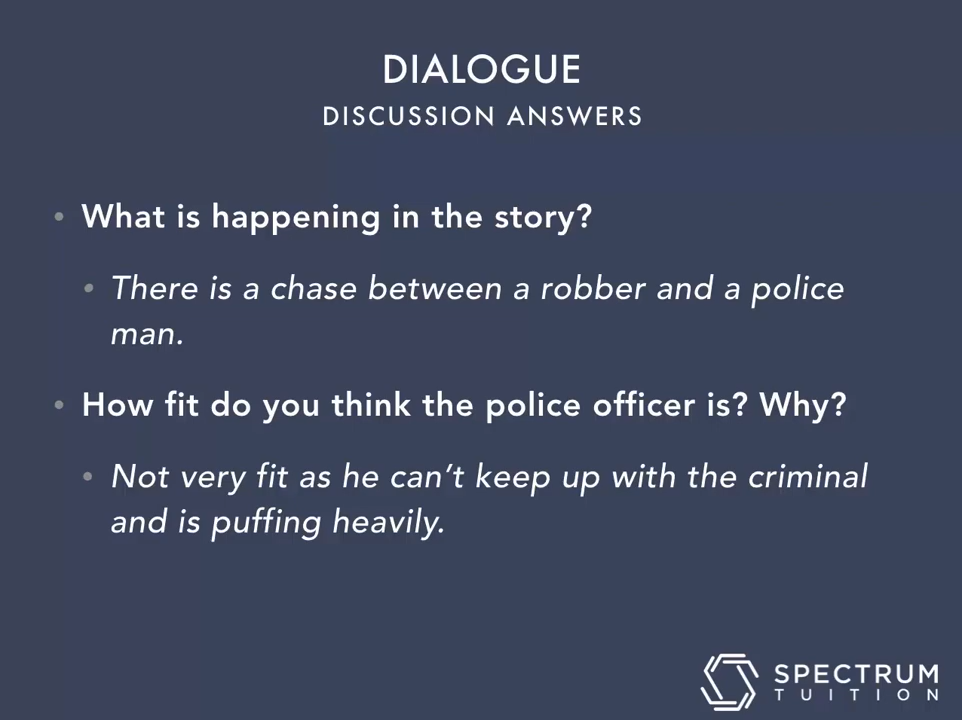 DIALOGUE
DISCUSSION ANSWERS
• What is happening in the story?
• There is a chase between a robber and a police
man.
• How fit do you think the police officer is? Why?
• Not very fit as he can’t keep up with the criminal
and is puffing heavily.
SPECTRUM
TUITION